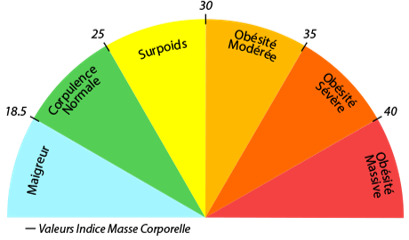 30
25
35
18.5
40
Maigreur
Corpulence
Normale
Surpoids
Obésité
Modérée
Obésité
Sévère
Obésité
Massive
— Valeurs Indice Masse Corporelle